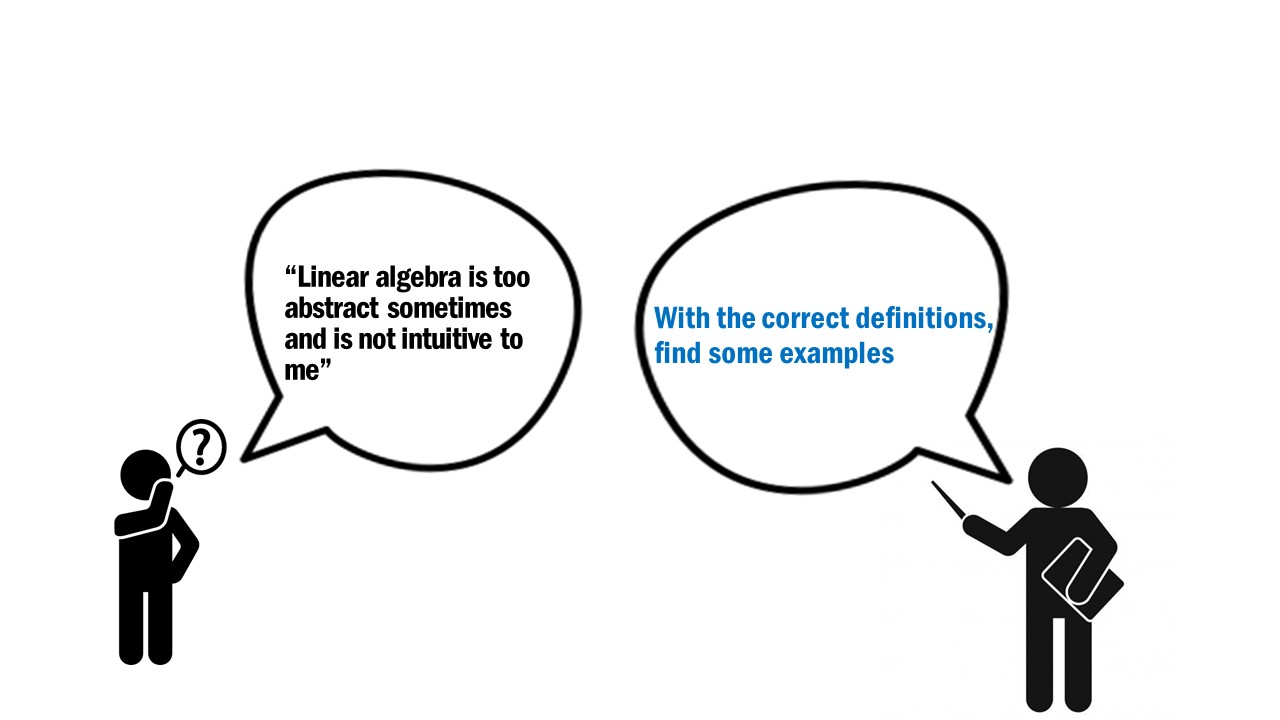 “Linear algebra is too
abstract sometimes
and is not intuitive to
me”
With the correct definitions,
find some examples
?